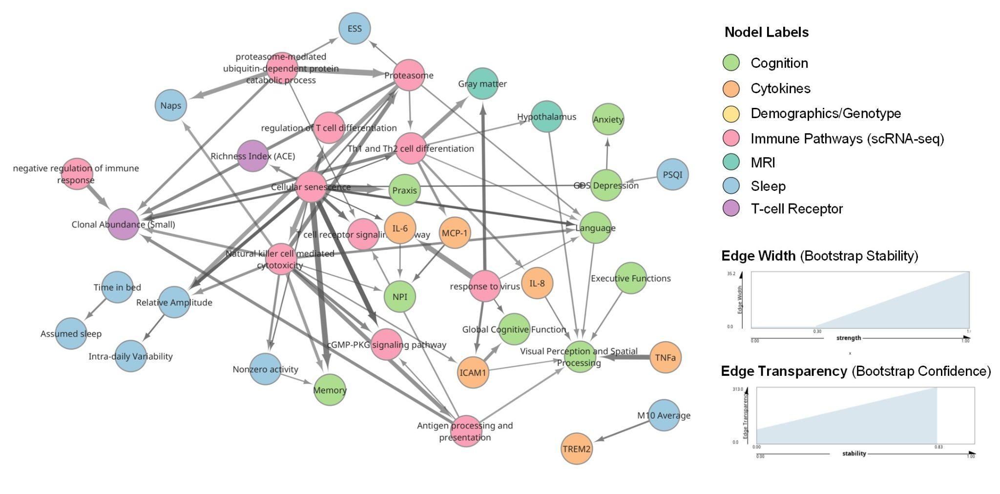 ESS
proteasome-mediated
ubiquitin-dependent protein
catabolic process
Proteasome
Gray matter
Naps
Hypothalamus
Anxiety
regulation of T cell differentiation
Th1 and Th2 cell differentiation
Richness Index (ACE)
negative regulation of immune
response
PSQI
Cellular senescence
Praxis
GDS Depression
Clonal Abundance (Small)
IL-6
MCP-1
Language
T cell receptor signalin
way
Natural killer cell mediated
cytotoxicity
Executive Functions
IL-8
response to virus
Time in bed
NPI
Relative Amplitude
Global Cognitive Function
Assumed sleep
cGMP-PKG signaling pathway
Visual Perception and Spatial
Processing
Intra-daily Variability
TNFa
Nonzero activity
ICAM1
Memory
M10 Average
Antigen processing and
presentation
TREM2
Nodel Labels
Cognition
Cytokines
Demographics/Genotype
Immune Pathways (scRNA-seq)
MRI
Sleep
T-cell Receptor
Edge Width (Bootstrap Stability)
35.2
Edge Width
0.0
0.30
0.00
strength
1.00
x
Edge Transparency (Bootstrap Confidence)
313.0
Edge Transparency
0.0
0.00
0.83
0.00
stability
1.00